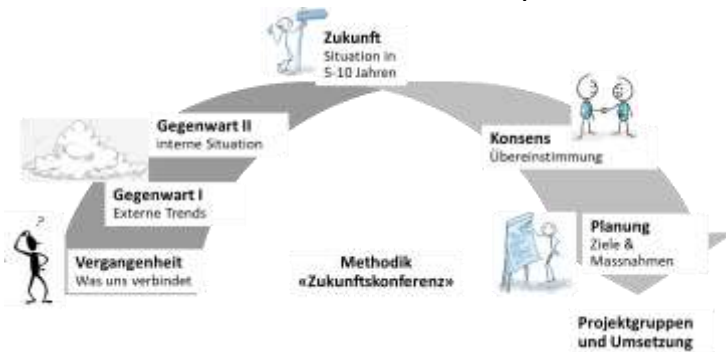 Zukunft
Situation in
5-10 Jahren
Gegenwart II
interne Situation
Konsens
Übereinstimmung
Gegenwart I
Externe Trends
?
Vergangenheit
Was uns verbindet
Methodik
«Zukunftskonferenz»
Planung
Ziele &
Massnahmen
Projektgruppen
und Umsetzung